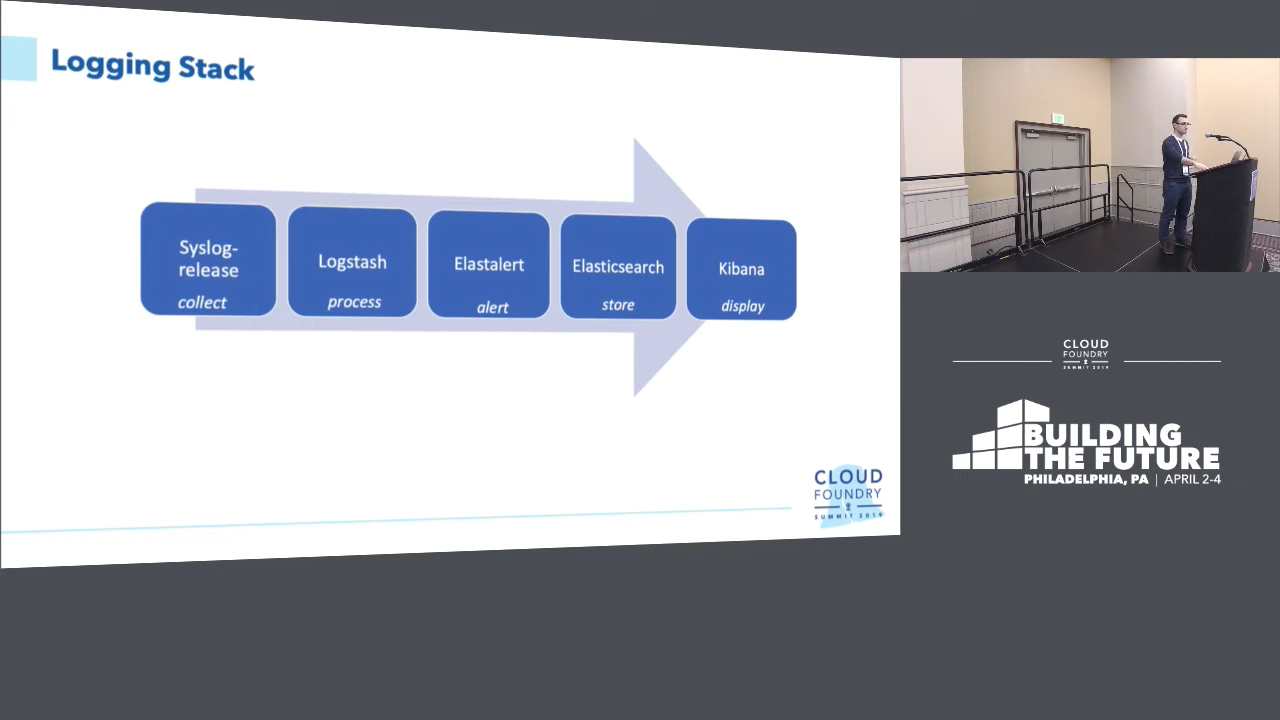 Logging Stack
Syslog-
release
collect
Logstash
process
Elastalert
alert
Elasticsearch
store
Kibana
display
CLOUD
FOUNDRY
SUMMIT 2019
CLOUD
FOUNDRY
SUMMIT 2019
BUILDING
THE FUTURE
PHILADELPHIA, PA | APRIL 2-4